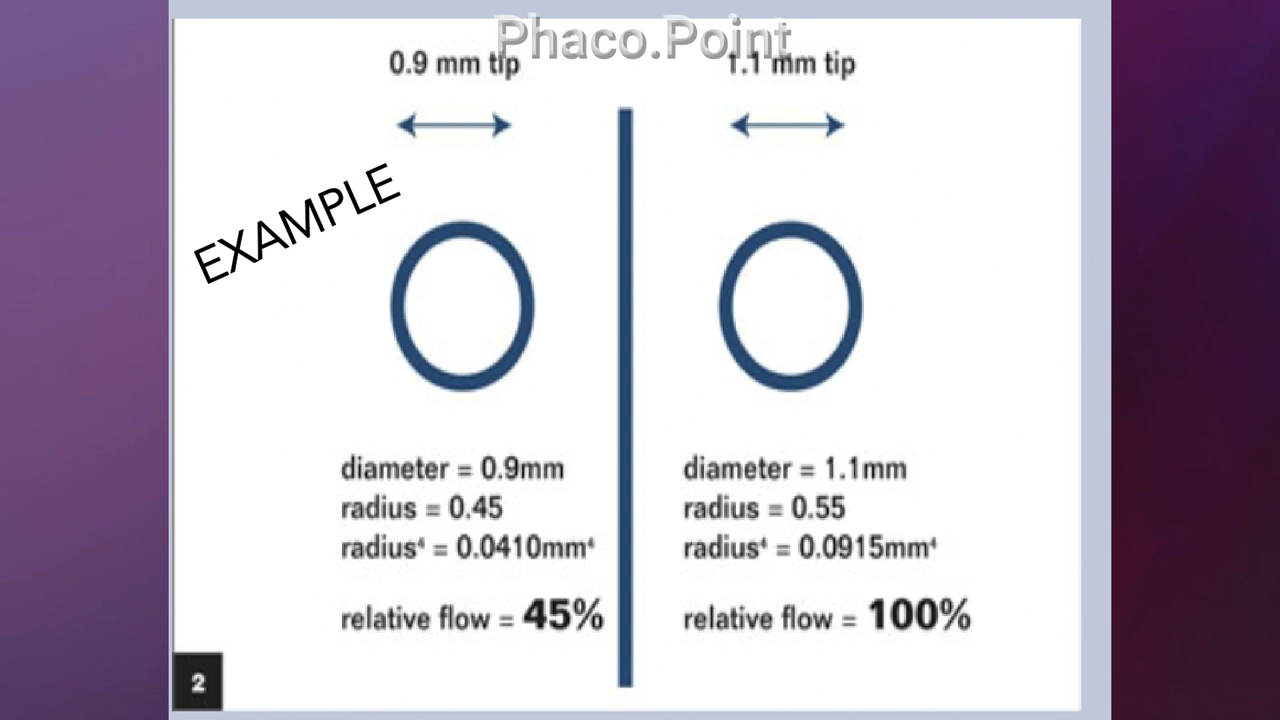 Phaco.Point
0.9 mm tip
1.1 mm tip
EXAMPLE
diameter = 0.9mm
radius = 0.45
radius⁴ = 0.0410mm⁴
relative flow = 45%
diameter = 1.1mm
radius = 0.55
radius⁴ = 0.0915mm⁴
relative flow = 100%
2